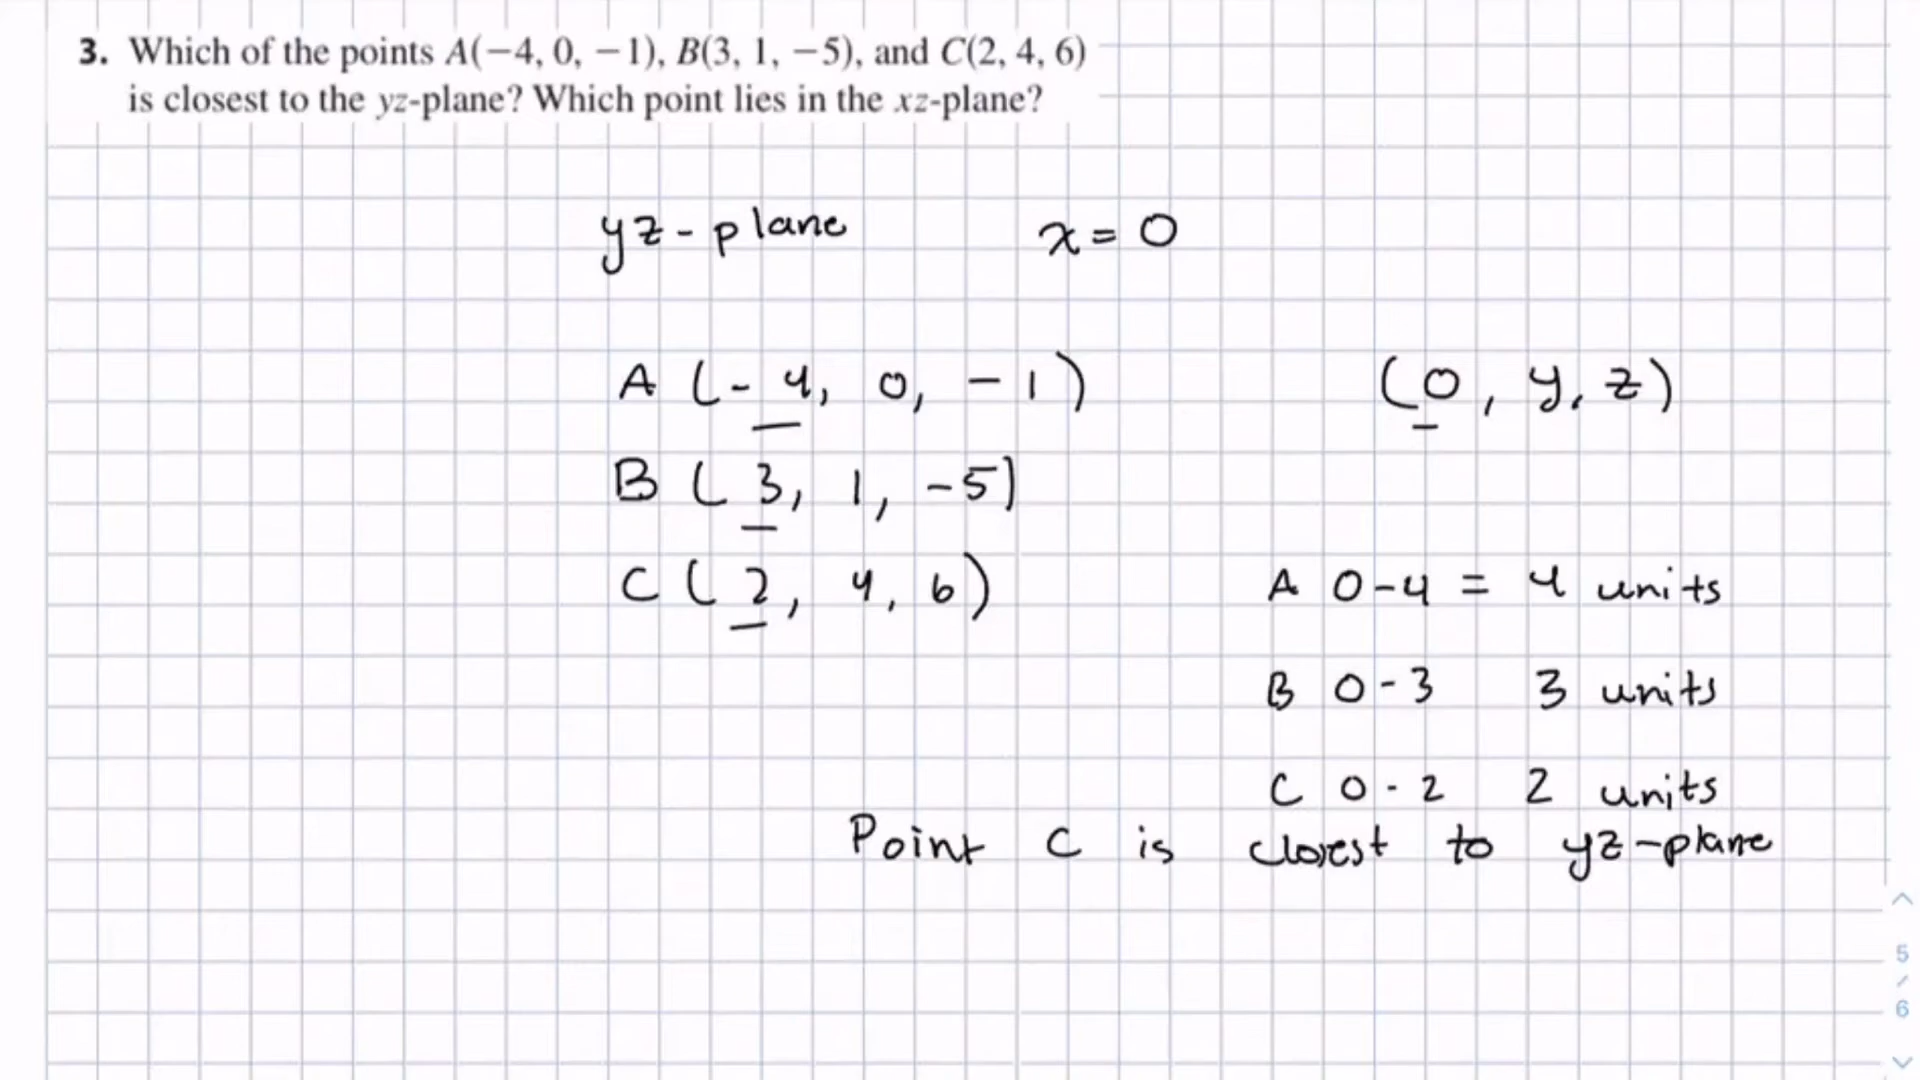 3. Which of the points A(−4, 0, −1), B(3, 1, −5), and C(2, 4, 6)
is closest to the yz-plane? Which point lies in the xz-plane?
yz-plane x = 0
A (-4, 0, -1) (0, y, z)
B (3, 1, -5)
C (2, 4, 6)
A 0-4 = 4 units
B 0-3 3 units
C 0-2 2 units
Point C is closest to yz-plane
5
/
6